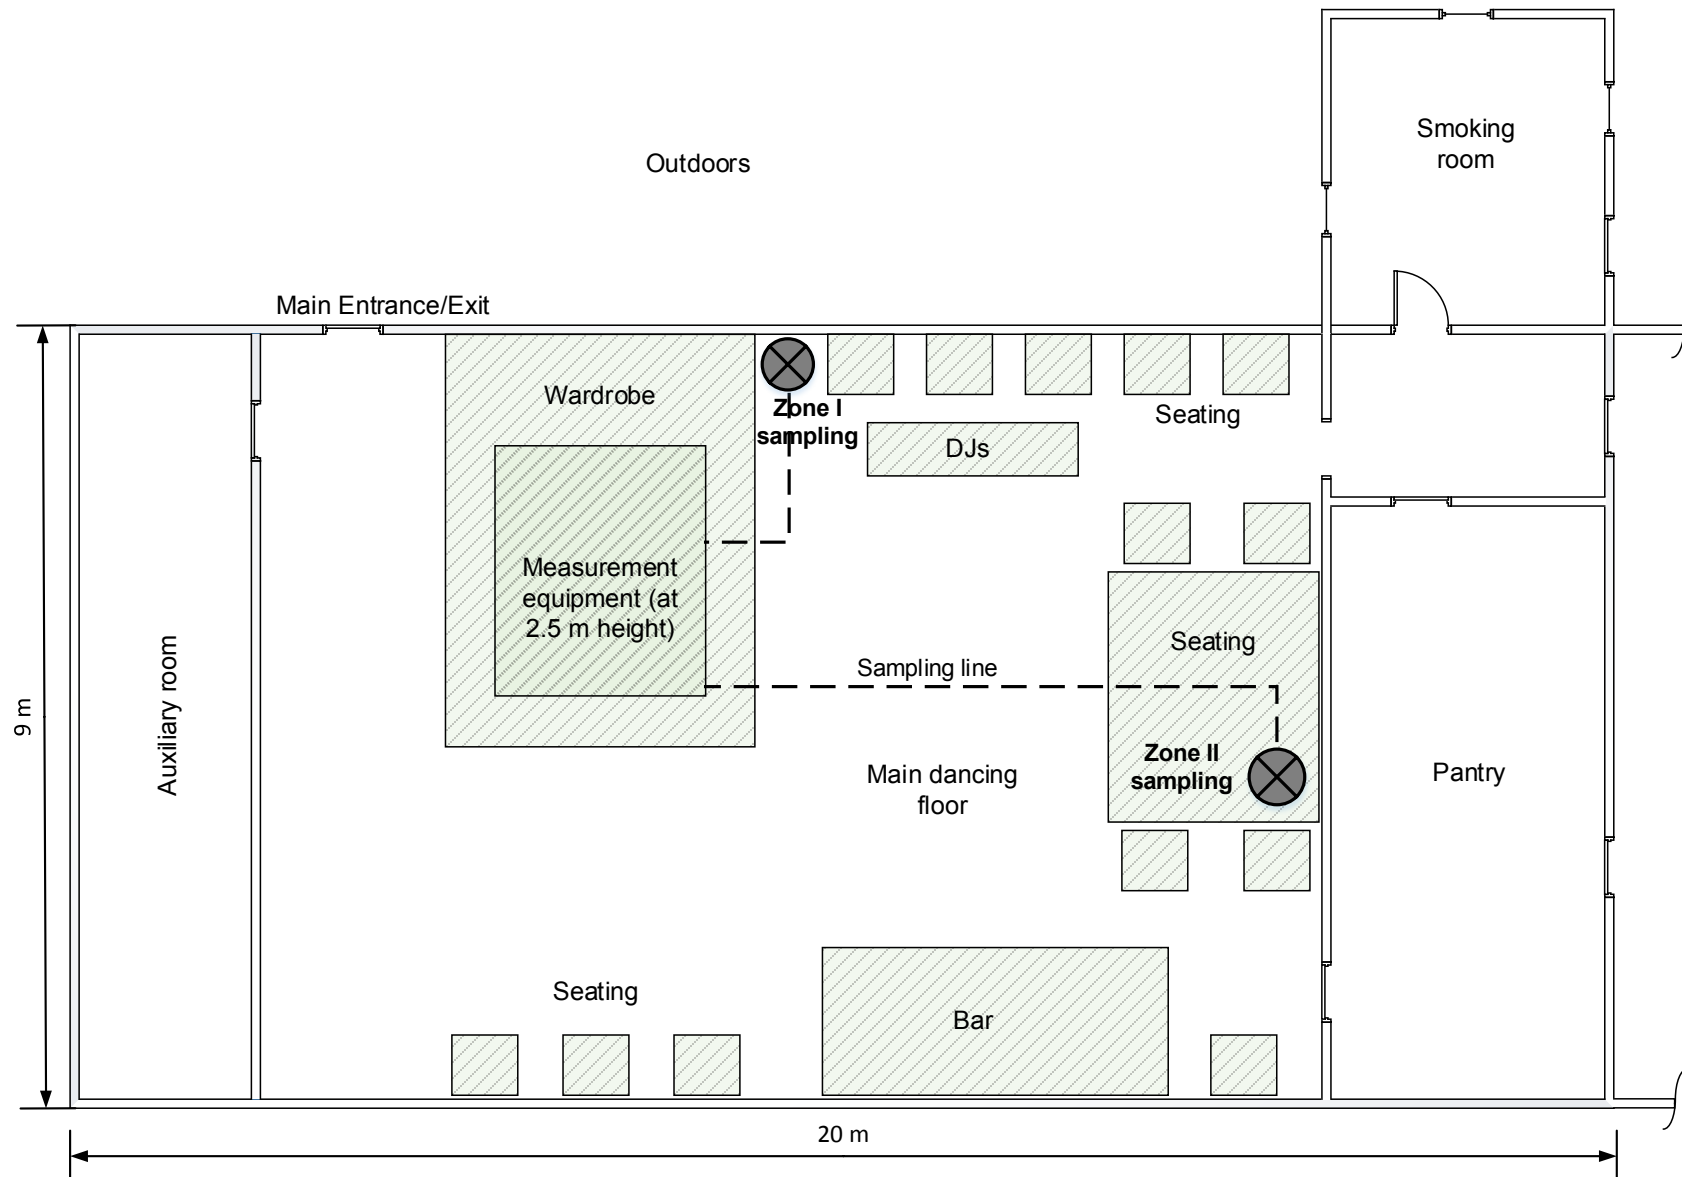 Smoking
room
Outdoors
Main Entrance/Exit
Wardrobe
Zone I
sampling
Seating
DJs
Measurement
equipment (at
2.5 m height)
Seating
Sampling line
Auxiliary room
9 m
Zone II
sampling
Main dancing
floor
Pantry
Seating
Bar
20 m